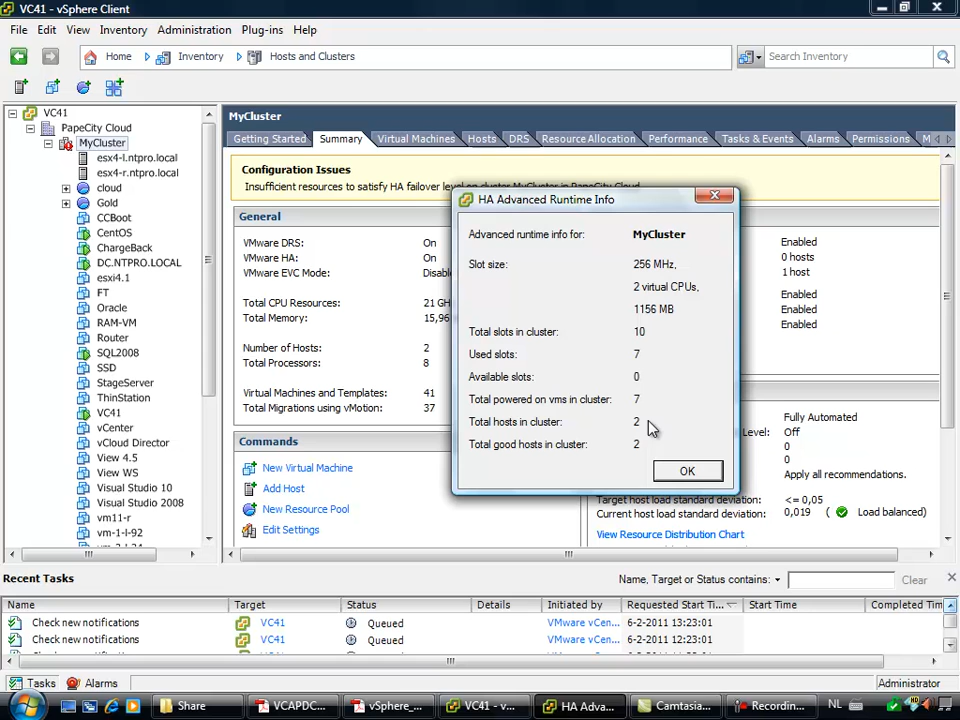 VC41 - vSphere Client
File Edit View Inventory Administration Plug-ins Help
Home Inventory Hosts and Clusters
Search Inventory
VC41
PapeCity Cloud
MyCluster
esx4-l.ntpro.local
esx4-r.ntpro.local
cloud
Gold
CCBoot
CentOS
ChargeBack
DC.NTPRO.LOCAL
esxi4.1
FT
Oracle
RAM-VM
Router
SQL2008
SSD
StageServer
ThinStation
VC41
vCenter
vCloud Director
View 4.5
View WS
Visual Studio 10
Visual Studio 2008
vm11-r
vm-1-l-92
MyCluster
Getting Started Summary Virtual Machines Hosts DRS Resource Allocation Performance Tasks & Events Alarms Permissions M
Configuration Issues
Insufficient resources to satisfy HA failover level on cluster MyCluster in PapeCity Cloud
General
VMware DRS: On
VMware HA: On
VMware EVC Mode: Disable
Total CPU Resources: 21 GH
Total Memory: 15,96
Number of Hosts: 2
Total Processors: 8
Virtual Machines and Templates: 41
Total Migrations using vMotion: 37
Commands
New Virtual Machine
Add Host
New Resource Pool
Edit Settings
HA Advanced Runtime Info
Advanced runtime info for: MyCluster
Slot size: 256 MHz,
2 virtual CPUs,
1156 MB
Total slots in cluster: 10
Used slots: 7
Available slots: 0
Total powered on vms in cluster: 7
Total hosts in cluster: 2
Total good hosts in cluster: 2
OK
Enabled
0 hosts
1 host
Enabled
Enabled
Enabled
Fully Automated
Level: Off
0
0
Apply all recommendations.
Target host load standard deviation: <= 0,05
Current host load standard deviation: 0,019 ( Load balanced)
View Resource Distribution Chart
Recent Tasks
Name, Target or Status contains: Clear
Name Target Status Details Initiated by Requested Start Ti... Start Time Completed Tim
Check new notifications VC41 Queued VMware vCen... 6-2-2011 13:23:01
Check new notifications VC41 Queued VMware vCen... 6-2-2011 12:23:01
Tasks Alarms Administrator
Share VCAPDC... vSphere_... VC41 - v... HA Adva... Camtasia... Recordin... NL